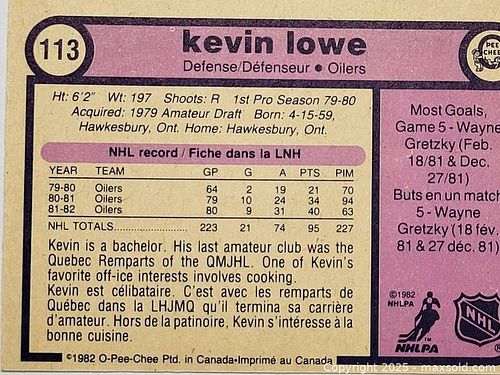 113
kevin lowe
Defense/Défenseur • Oilers
O-PEE-CHEE
Ht: 6'2" Wt: 197 Shoots: R 1st Pro Season 79-80
Acquired: 1979 Amateur Draft Born: 4-15-59,
Hawkesbury, Ont. Home: Hawkesbury, Ont.
NHL record / Fiche dans la LNH
YEAR TEAM GP G A PTS PIM
79-80 Oilers 64 2 19 21 70
80-81 Oilers 79 10 24 34 94
81-82 Oilers 80 9 31 40 63
NHL TOTALS 223 21 74 95 227
Kevin is a bachelor. His last amateur club was the
Quebec Remparts of the QMJHL. One of Kevin's
favorite off-ice interests involves cooking.
Kevin est célibataire. C'est avec les remparts de
Québec dans la LHJMQ qu'il termina sa carrière
d'amateur. Hors de la patinoire, Kevin s'intéresse à la
bonne cuisine.
Most Goals,
Game 5 - Wayne
Gretzky (Feb.
18/81 & Dec.
27/81)
Buts en un match
5 - Wayne
Gretzky (18 fév.
81 & 27 déc. 81)
©1982
NHLPA
NHLPA
NHL
©1982 O-Pee-Chee Ptd. in Canada•Imprimé au Canada
Copyright 2025 - maxsold.com